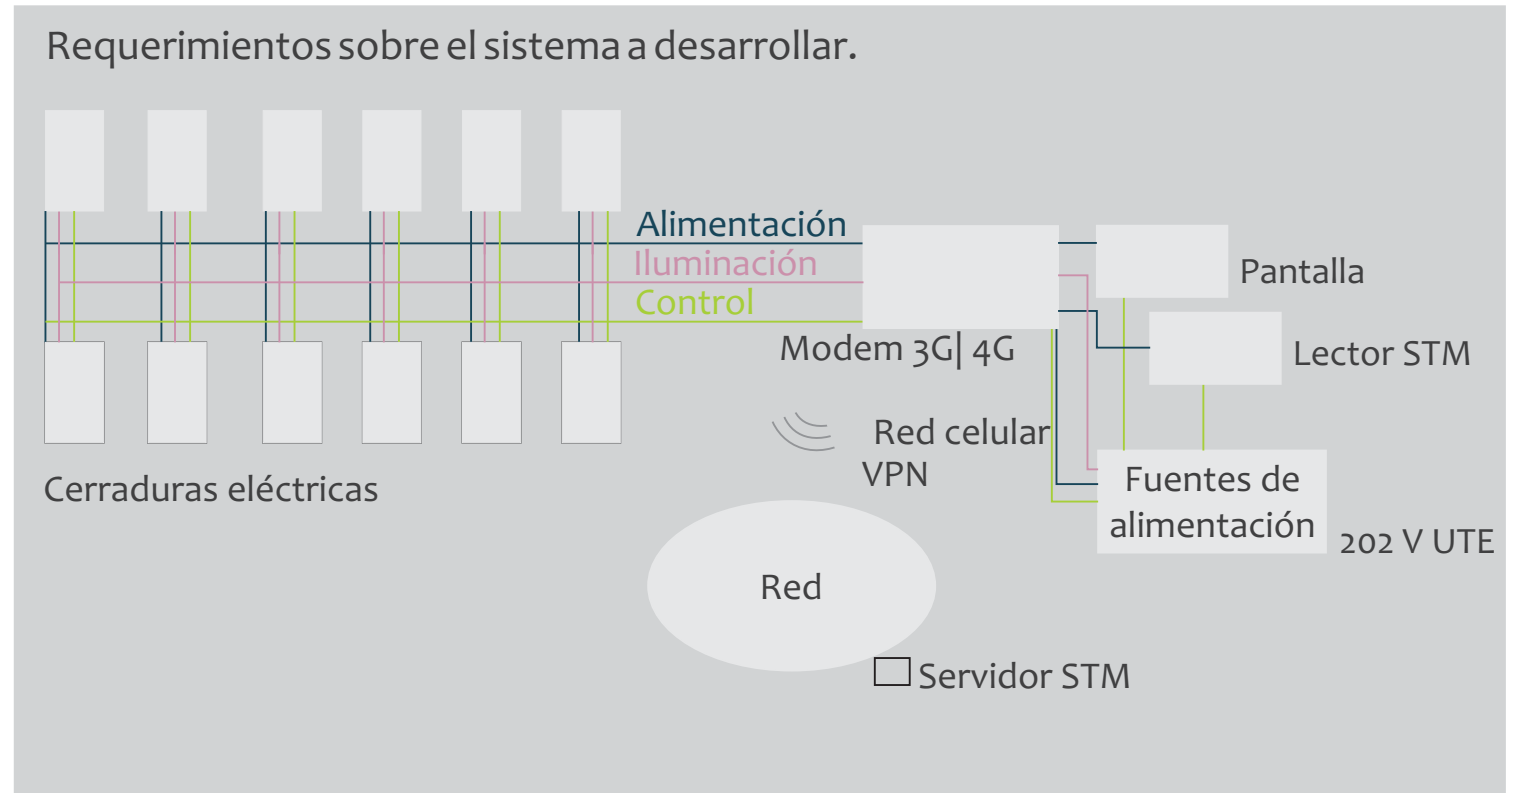 Requerimientos sobre el sistema a desarrollar.
Alimentación
Iluminación
Control
Pantalla
Modem 3G| 4G
Lector STM
Red celular
VPN
Cerraduras eléctricas
Fuentes de
alimentación
202 V UTE
Red
Servidor STM